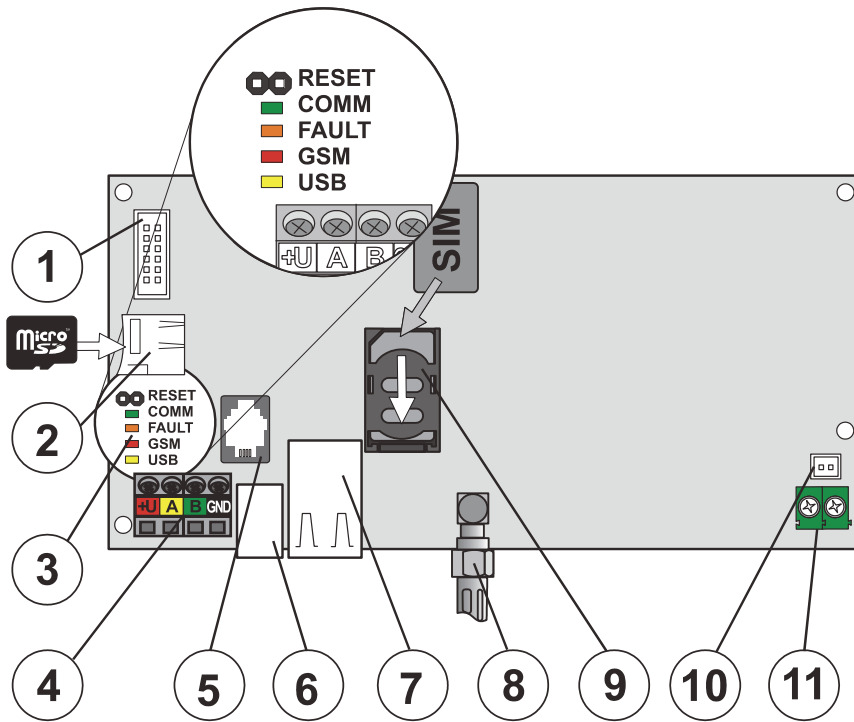 RESET
COMM
FAULT
GSM
USB
+U A B
SIM
1
micro
SD
2
RESET
COMM
FAULT
GSM
USB
+U A B GND
3
4
5
6
7
8
9
10
11